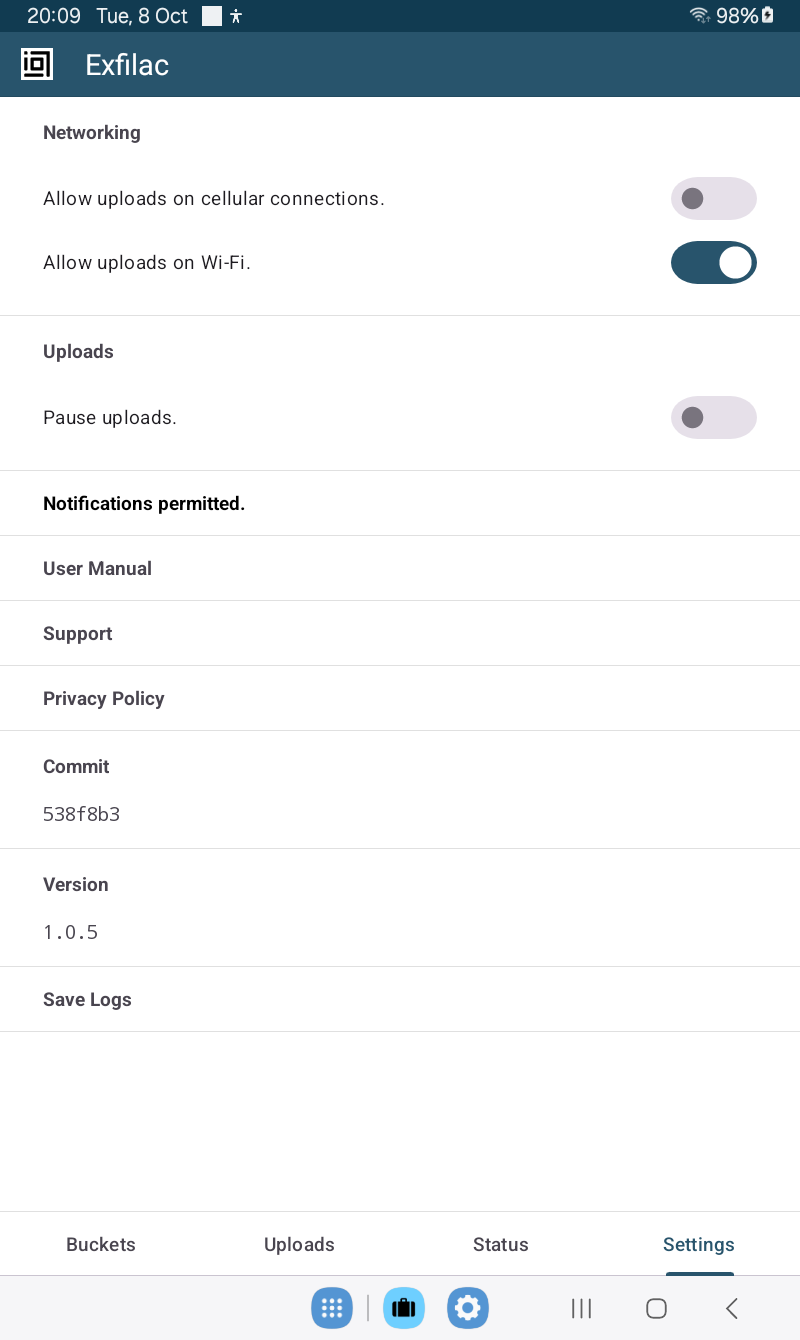 20:09 Tue, 8 Oct 98%
Exfilac
Networking
Allow uploads on cellular connections.
Allow uploads on Wi-Fi.
Uploads
Pause uploads.
Notifications permitted.
User Manual
Support
Privacy Policy
Commit
538f8b3
Version
1.0.5
Save Logs
Buckets Uploads Status Settings